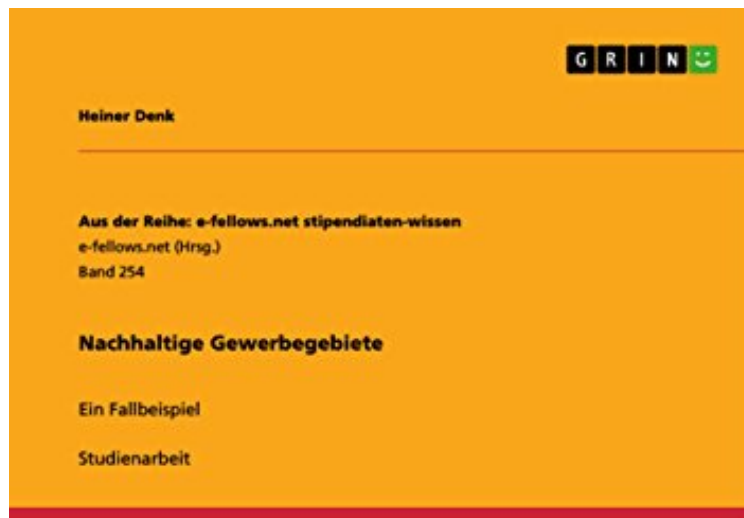 GRIN
Heiner Denk
Aus der Reihe: e-fellows.net stipendiaten-wissen
e-fellows.net (Hrsg.)
Band 254
Nachhaltige Gewerbegebiete
Ein Fallbeispiel
Studienarbeit